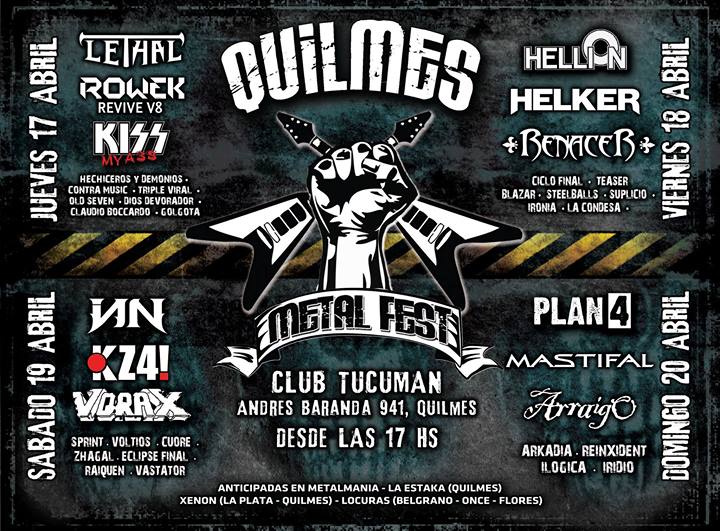 QUILMES
METAL FEST
CLUB TUCUMAN
ANDRES BARANDA 941, QUILMES
DESDE LAS 17 HS
JUEVES 17 ABRIL
LETHAL
ROWEK
REVIVE V8
KISS
MY ASS
HECHICEROS Y DEMONIOS ·
CONTRA MUSIC · TRIPLE VIRAL ·
OLD SEVEN · DIOS DEVORADOR ·
CLAUDIO BOCCARDO · GOLGOTA
VIERNES 18 ABRIL
HELLION
HELKER
RENACER
CICLO FINAL · TEASER
BLAZAR · STEELBALLS · SUPLICIO ·
IRONIA · LA CONDESA ·
SABADO 19 ABRIL
KZ4!
VORAX
SPRINT . VOLTIOS . CUORE .
ZHAGAL . ECLIPSE FINAL .
RAIQUEN . VASTATOR
DOMINGO 20 ABRIL
PLAN 4
MASTIFAL
Arraigo
ARKADIA . REINXIDENT
ILOGICA . IRIDIO
ANTICIPADAS EN METALMANIA - LA ESTAKA (QUILMES)
XENON (LA PLATA - QUILMES) - LOCURAS (BELGRANO - ONCE - FLORES)